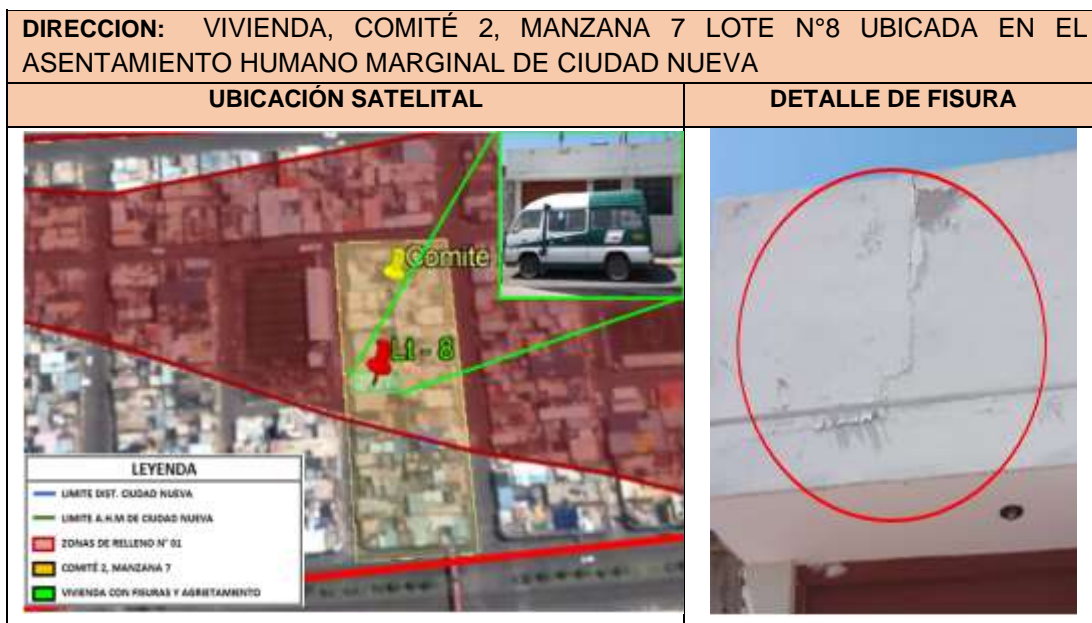 DIRECCION: VIVIENDA, COMITÉ 2, MANZANA 7 LOTE N°8 UBICADA EN EL
ASENTAMIENTO HUMANO MARGINAL DE CIUDAD NUEVA
UBICACIÓN SATELITAL
DETALLE DE FISURA
Comite
Lt - 8
LEYENDA
LIMITE DIST. CIUDAD NUEVA
LIMITE A.H.M DE CIUDAD NUEVA
ZONAS DE RELLENO N° 01
COMITÉ 2, MANZANA 7
VIVIENDA CON FISURAS Y AGRIETAMIENTO